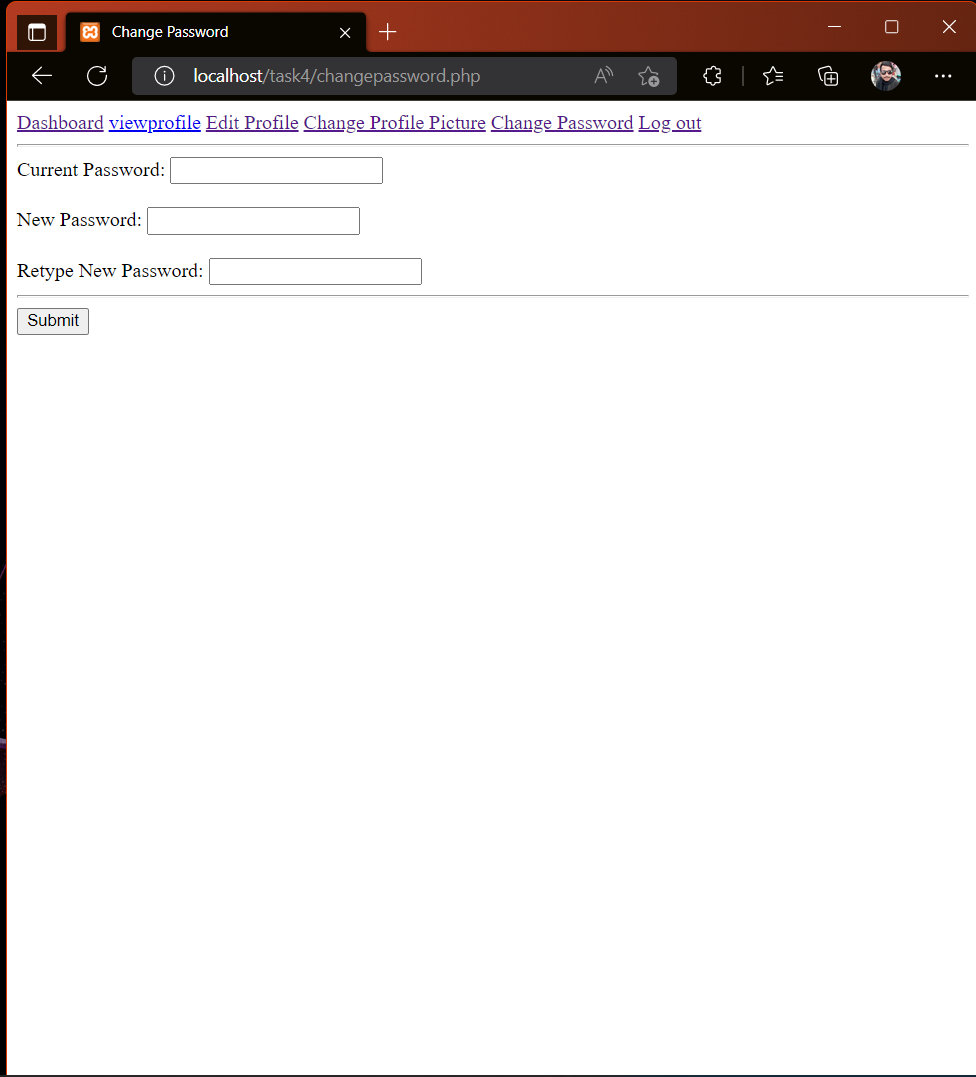 Change Password
localhost/task4/changepassword.php
Dashboard viewprofile Edit Profile Change Profile Picture Change Password Log out
Current Password:
New Password:
Retype New Password:
Submit